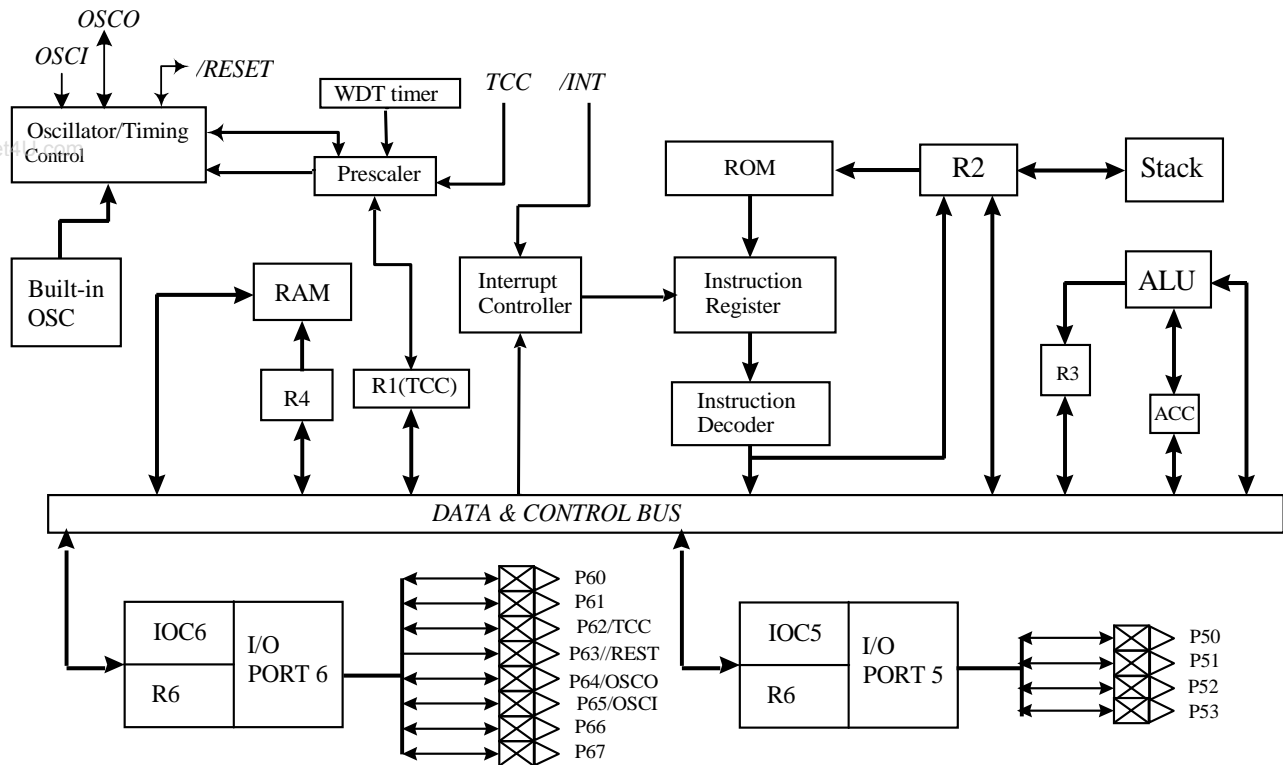 OSCO
OSCI
/RESET
WDT timer
TCC
/INT
Oscillator/Timing
Control
Prescaler
ROM
R2
Stack
Built-in
OSC
RAM
Interrupt
Controller
Instruction
Register
ALU
R4
R1(TCC)
Instruction
Decoder
R3
ACC
DATA & CONTROL BUS
IOC6
R6
I/O
PORT 6
P60
P61
P62/TCC
P63//REST
P64/OSCO
P65/OSCI
P66
P67
IOC5
R6
I/O
PORT 5
P50
P51
P52
P53